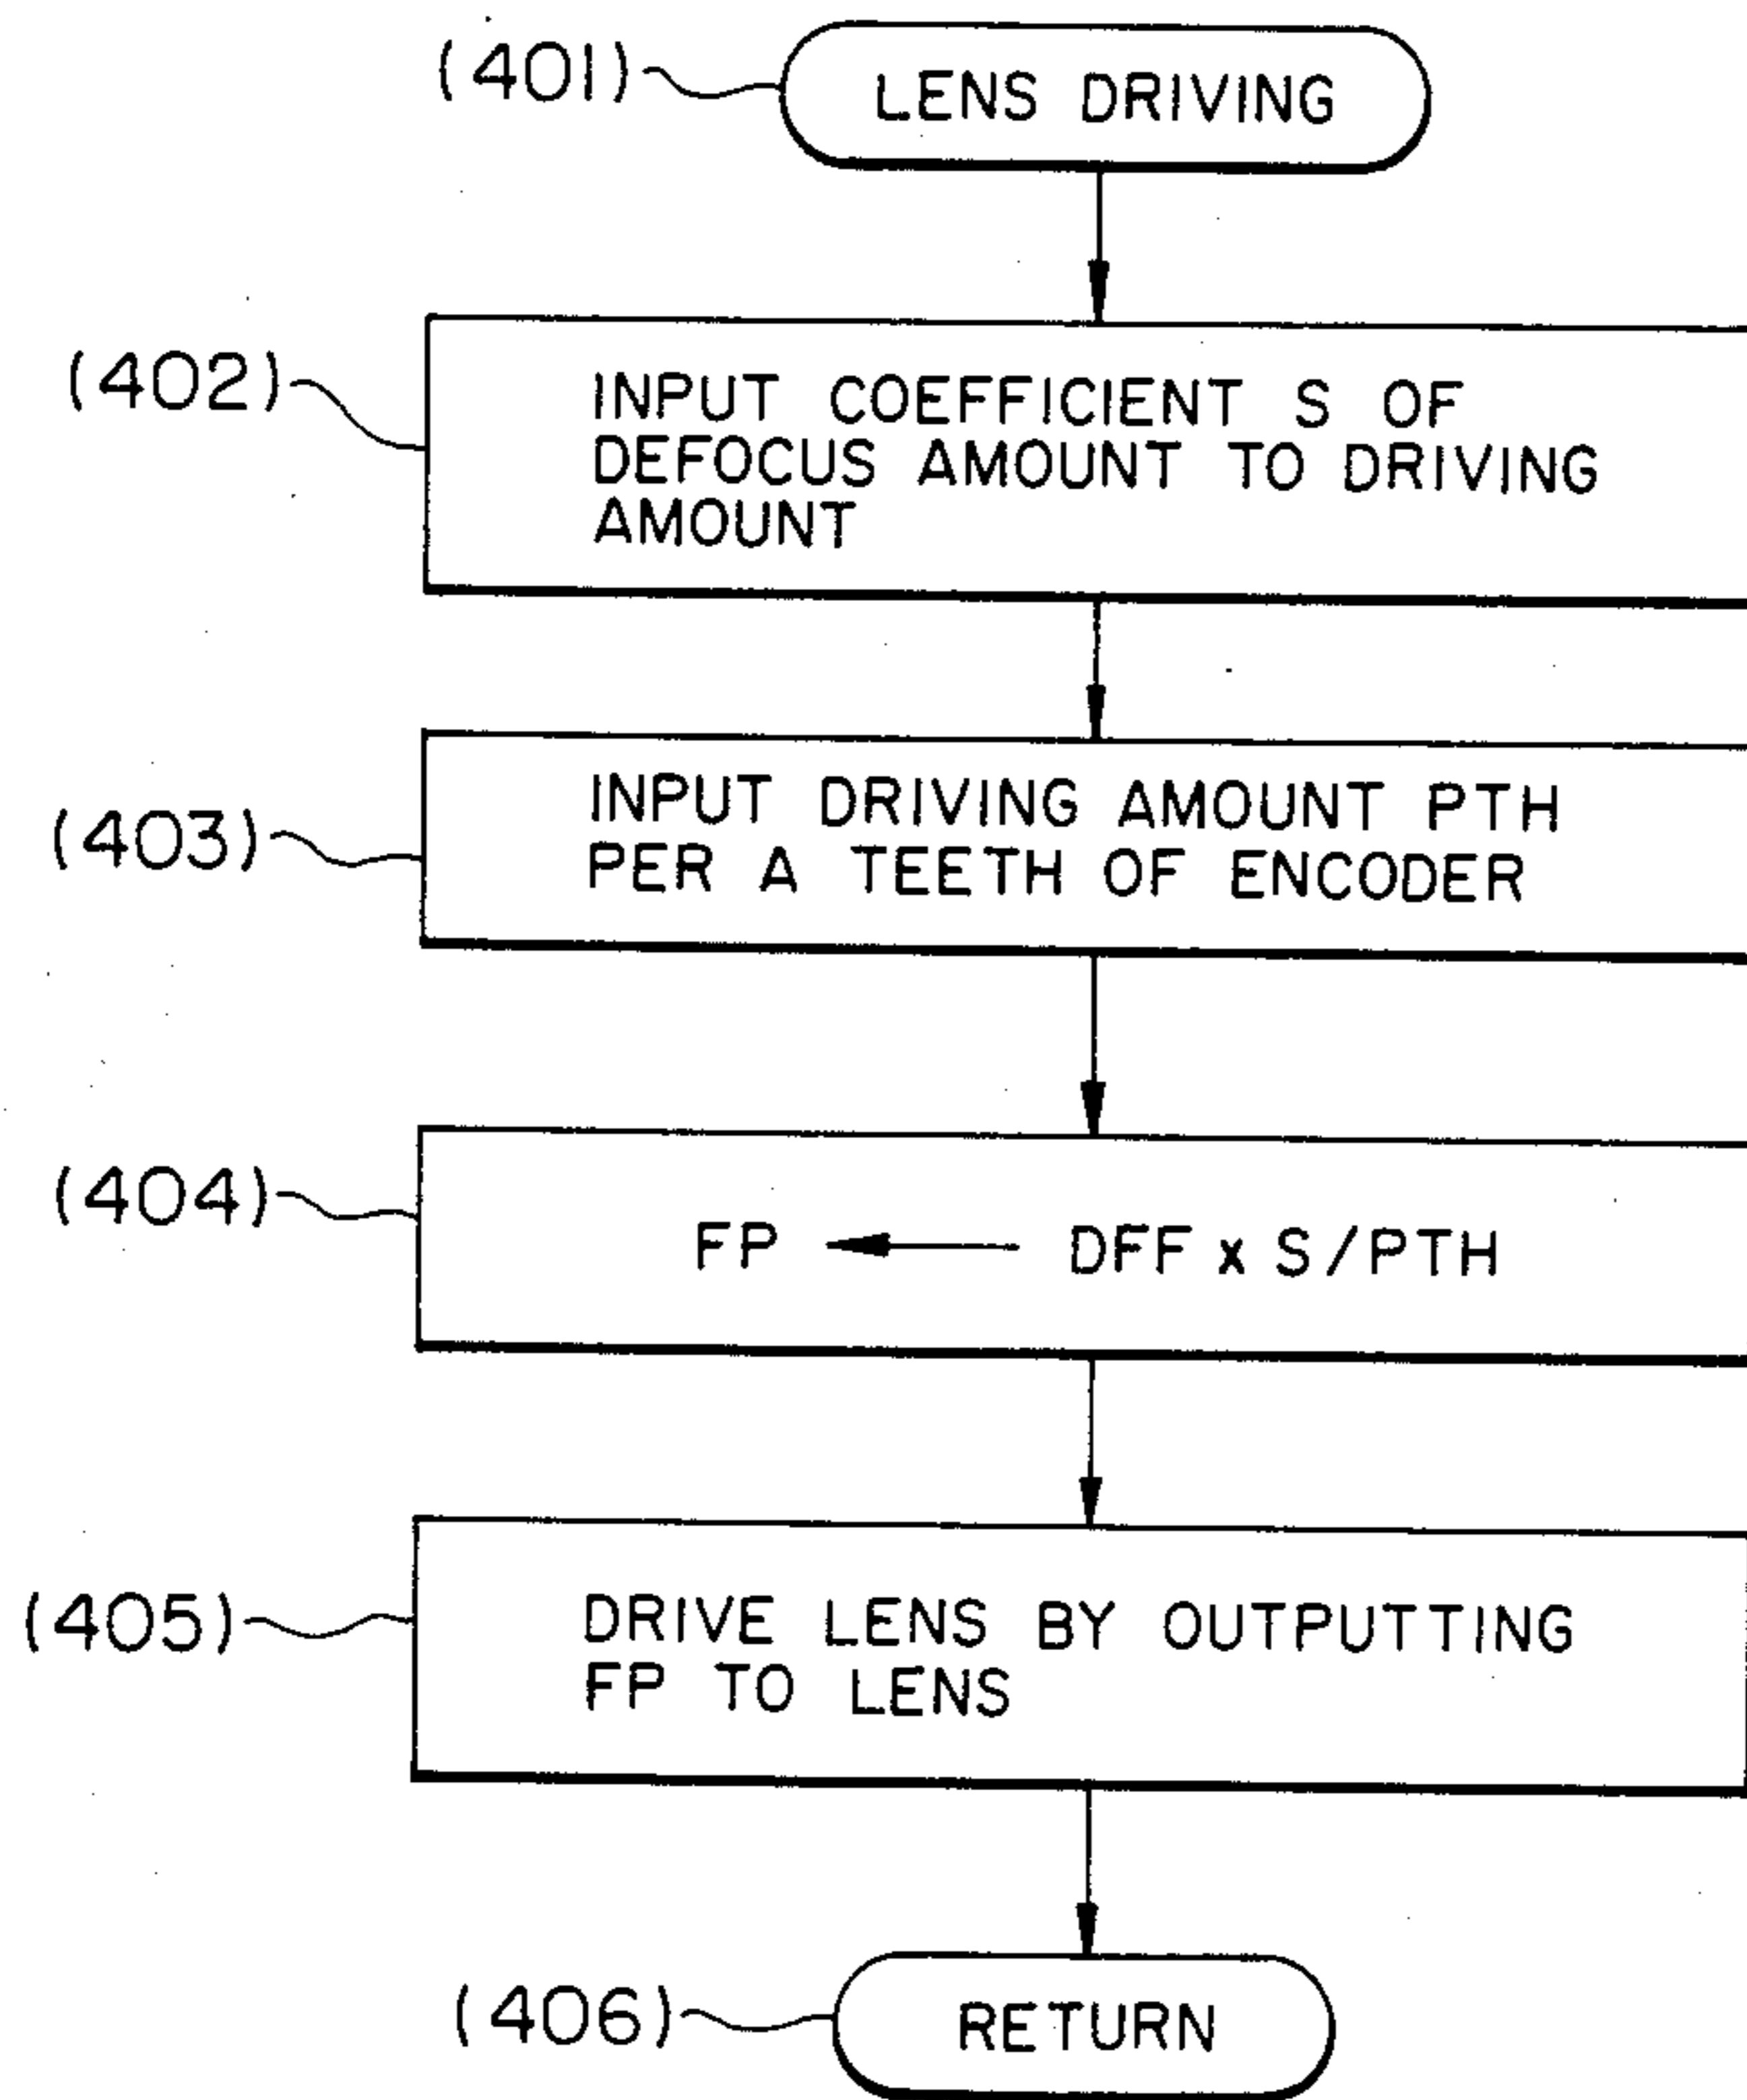 (401)
LENS DRIVING
(402)
INPUT COEFFICIENT S OF
DEFOCUS AMOUNT TO DRIVING
AMOUNT
(403)
INPUT DRIVING AMOUNT PTH
PER A TEETH OF ENCODER
(404)
FP ← DFF x S/PTH
(405)
DRIVE LENS BY OUTPUTTING
FP TO LENS
(406)
RETURN